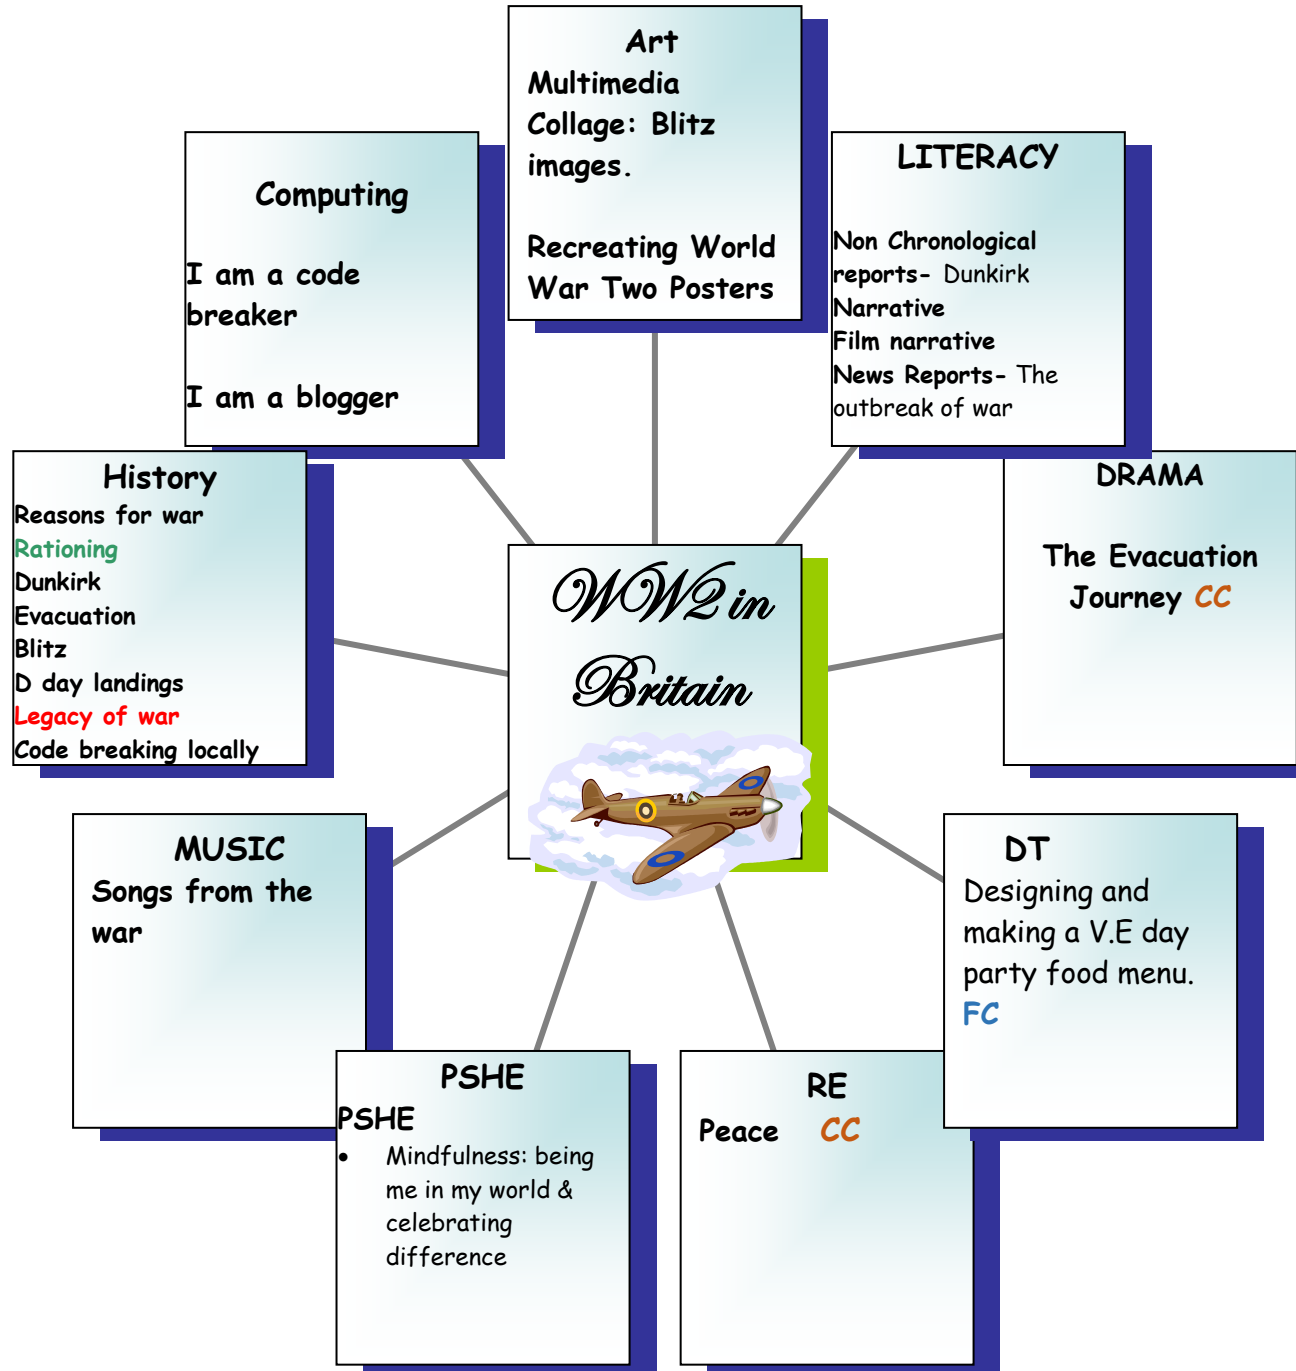 Art
Multimedia
Collage: Blitz
images.
Recreating World
War Two Posters
Computing
I am a code
breaker
I am a blogger
LITERACY
Non Chronological
reports- Dunkirk
Narrative
Film narrative
News Reports- The
outbreak of war
History
Reasons for war
Rationing
Dunkirk
Evacuation
Blitz
D day landings
Legacy of war
Code breaking locally
DRAMA
The Evacuation
Journey CC
WW2 in
Britain
MUSIC
Songs from the
war
DT
Designing and
making a V.E day
party food menu.
FC
PSHE
PSHE
• Mindfulness: being
me in my world &
celebrating
difference
RE
Peace CC